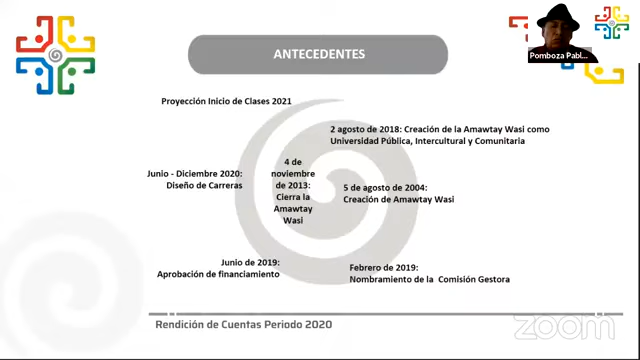 ANTECEDENTES
Pomboza Pabl...
Proyección Inicio de Clases 2021
2 agosto de 2018: Creación de la Amawtay Wasi como
Universidad Pública, Intercultural y Comunitaria
4 de
noviembre
de 2013:
Cierra la
Amawtay
Wasi
Junio - Diciembre 2020:
Diseño de Carreras
5 de agosto de 2004:
Creación de Amawtay Wasi
Junio de 2019:
Aprobación de financiamiento
Febrero de 2019:
Nombramiento de la Comisión Gestora
Rendición de Cuentas Periodo 2020
zoom